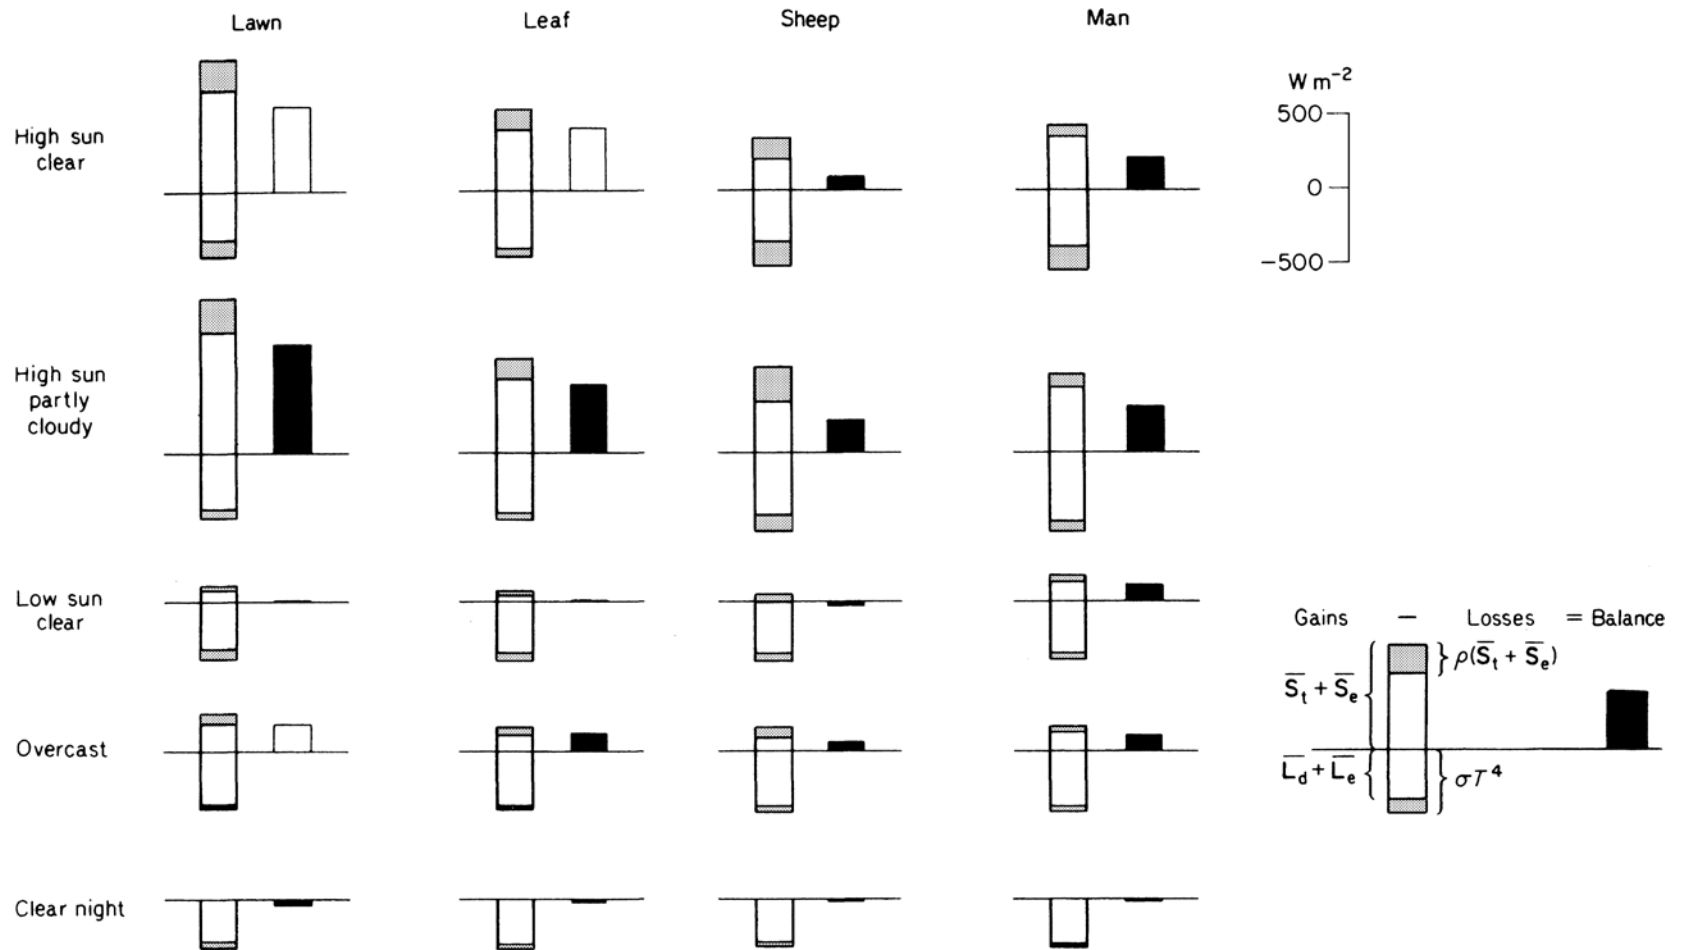 Lawn Leaf Sheep Man
W m⁻²
500
0
−500
High sun
clear
High sun
partly
cloudy
Low sun
clear
Gains − Losses = Balance
ρ(S̅ₜ + S̅ₑ)
S̅ₜ + S̅ₑ
Overcast
L̅_d + L̅ₑ
σT⁴
Clear night